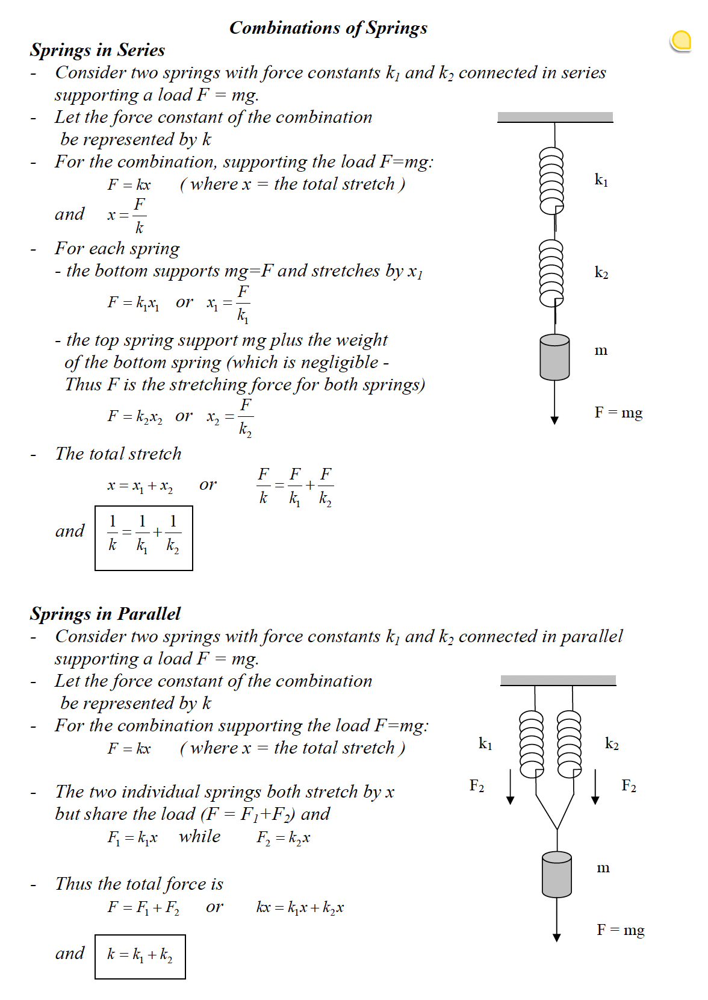 Combinations of Springs
Springs in Series
- Consider two springs with force constants k₁ and k₂ connected in series
supporting a load F = mg.
- Let the force constant of the combination
be represented by k
- For the combination, supporting the load F=mg:
F = kx ( where x = the total stretch )
and x = F/k
- For each spring
- the bottom supports mg=F and stretches by x₁
F = k₁x₁ or x₁ = F/k₁
- the top spring support mg plus the weight
of the bottom spring (which is negligible -
Thus F is the stretching force for both springs)
F = k₂x₂ or x₂ = F/k₂
- The total stretch
x = x₁ + x₂ or F/k = F/k₁ + F/k₂
and 1/k = 1/k₁ + 1/k₂
k₁
k₂
m
F = mg
Springs in Parallel
- Consider two springs with force constants k₁ and k₂ connected in parallel
supporting a load F = mg.
- Let the force constant of the combination
be represented by k
- For the combination supporting the load F=mg:
F = kx ( where x = the total stretch )
- The two individual springs both stretch by x
but share the load (F = F₁+F₂) and
F₁ = k₁x while F₂ = k₂x
- Thus the total force is
F = F₁ + F₂ or kx = k₁x + k₂x
and k = k₁ + k₂
k₁ k₂
F₂ F₂
m
F = mg